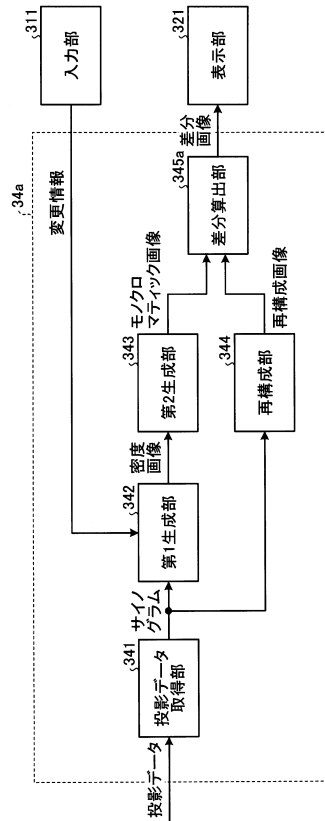 34a
311
入力部
321
表示部
変更情報
差分
画像
345a
差分算出部
モノクロ
マティック画像
再構成画像
343
第2生成部
344
再構成部
密度
画像
342
第1生成部
サイノ
グラム
341
投影データ
取得部
投影データ